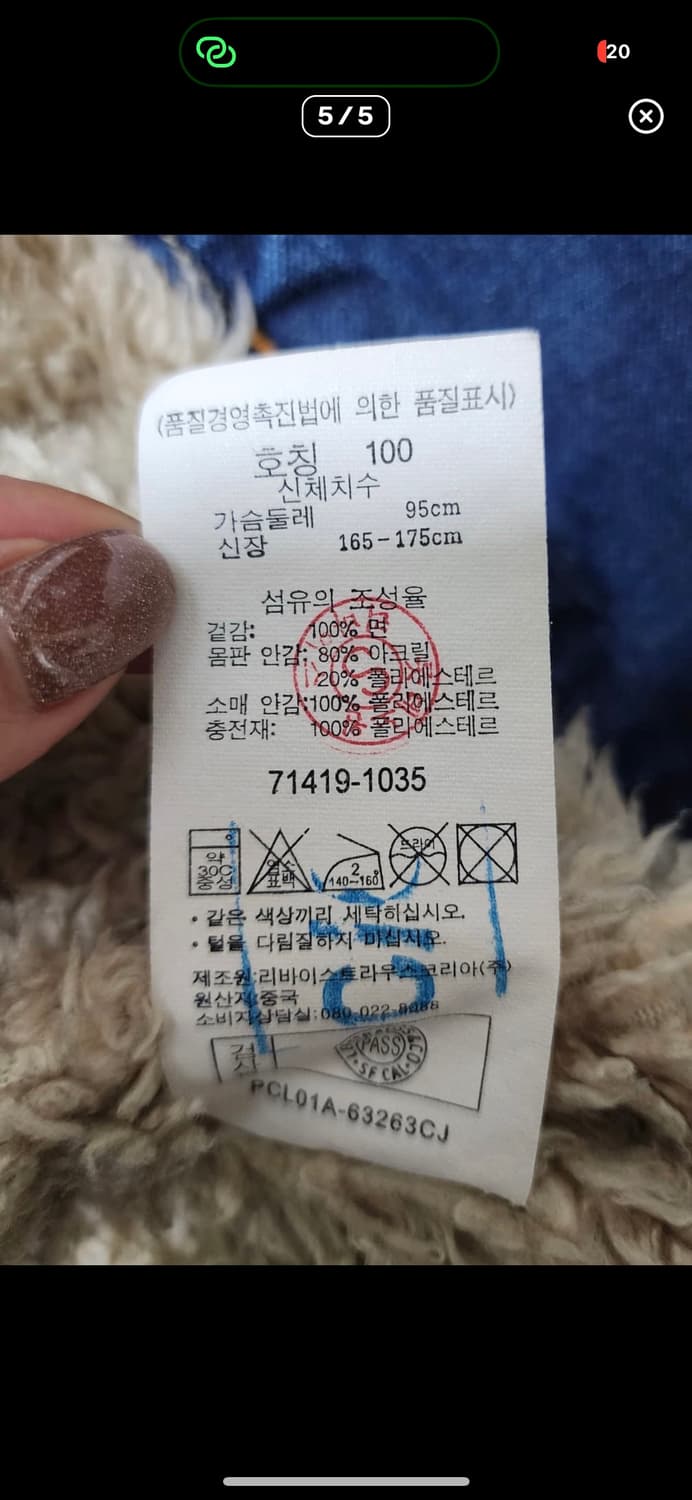 20
5/5
(품질경영촉진법에 의한 품질표시)
호칭 100
신체치수
가슴둘레 95cm
신장 165-175cm
섬유의 조성율
겉감: 100% 면
몸판 안감: 80% 아크릴
20% 폴리에스테르
소매 안감:100% 폴리에스테르
충전재: 100% 폴리에스테르
71419-1035
약
30C
중성
염소
표백
2
140-160
드라이
• 같은 색상끼리 세탁하십시오.
• 털을 다림질하지 마십시오.
제조원:리바이스트라우스코리아(주)
원산지:중국
소비자상담실:080-022-8488
검
PASS
PCL01A-63263CJ